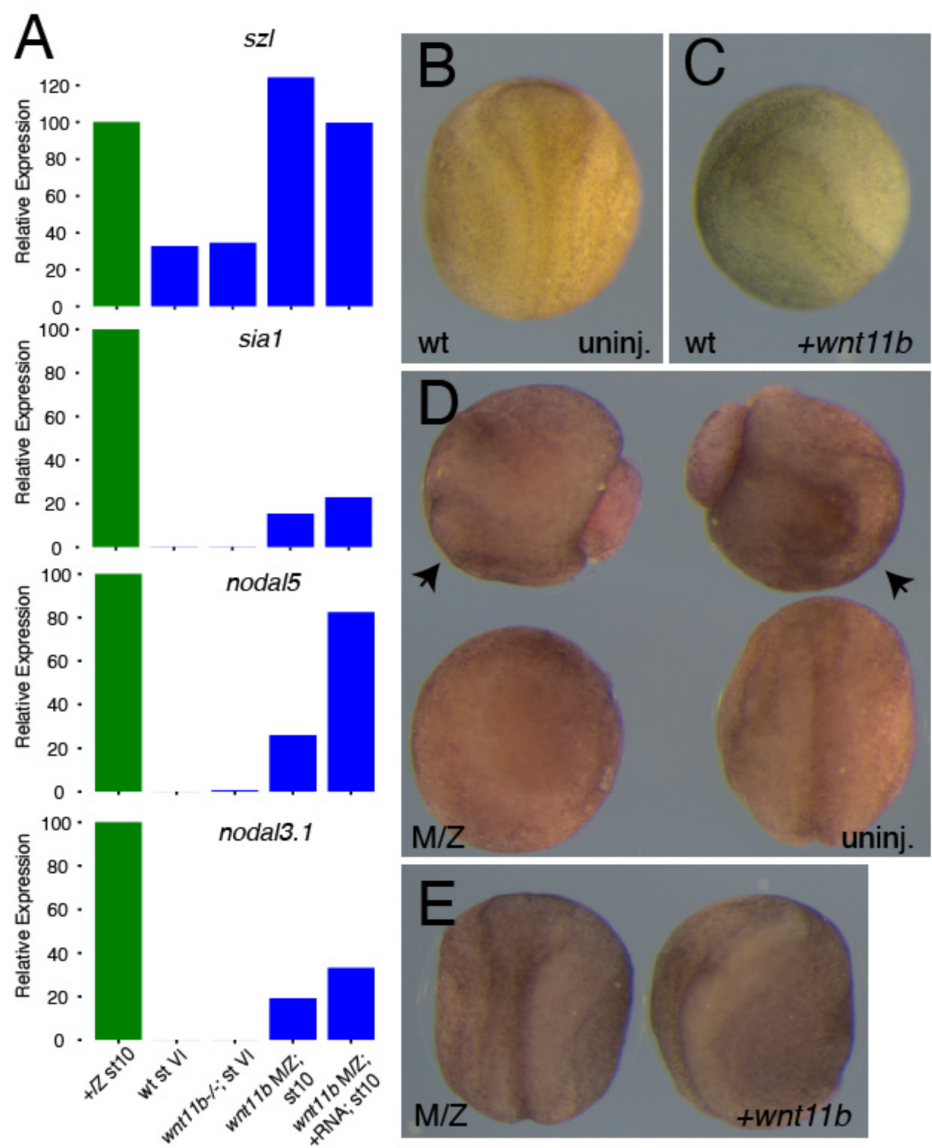 A
szl
Relative Expression
120
100
80
60
40
20
0
sia1
Relative Expression
100
80
60
40
20
0
nodal5
Relative Expression
100
80
60
40
20
0
nodal3.1
Relative Expression
100
80
60
40
20
0
+/Z st10
wt st VI
wnt11b-/-; st VI
wnt11b M/Z;
st10
wnt11b M/Z;
+RNA; st10
B
wt uninj.
C
wt +wnt11b
D
M/Z uninj.
E
M/Z +wnt11b